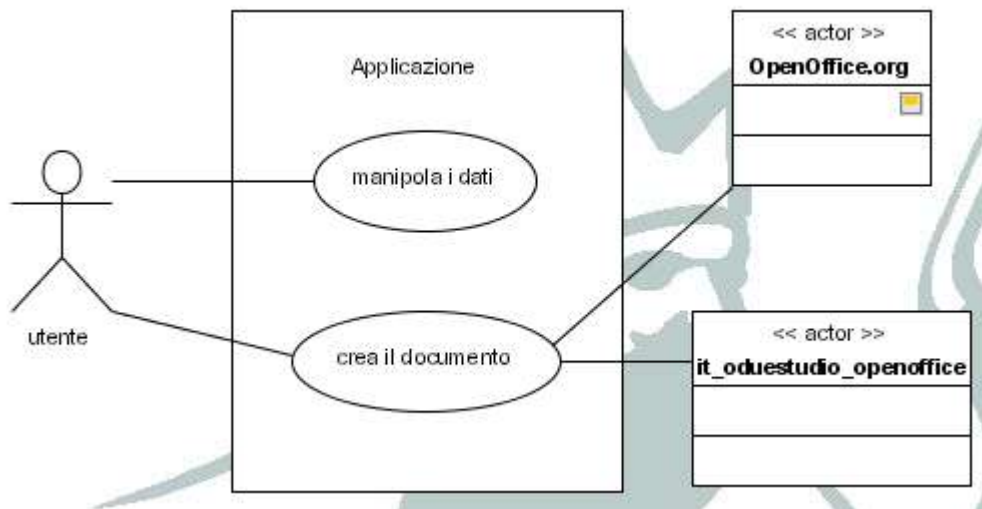 Applicazione
<< actor >>
OpenOffice.org
manipola i dati
utente
crea il documento
<< actor >>
it_oduestudio_openoffice